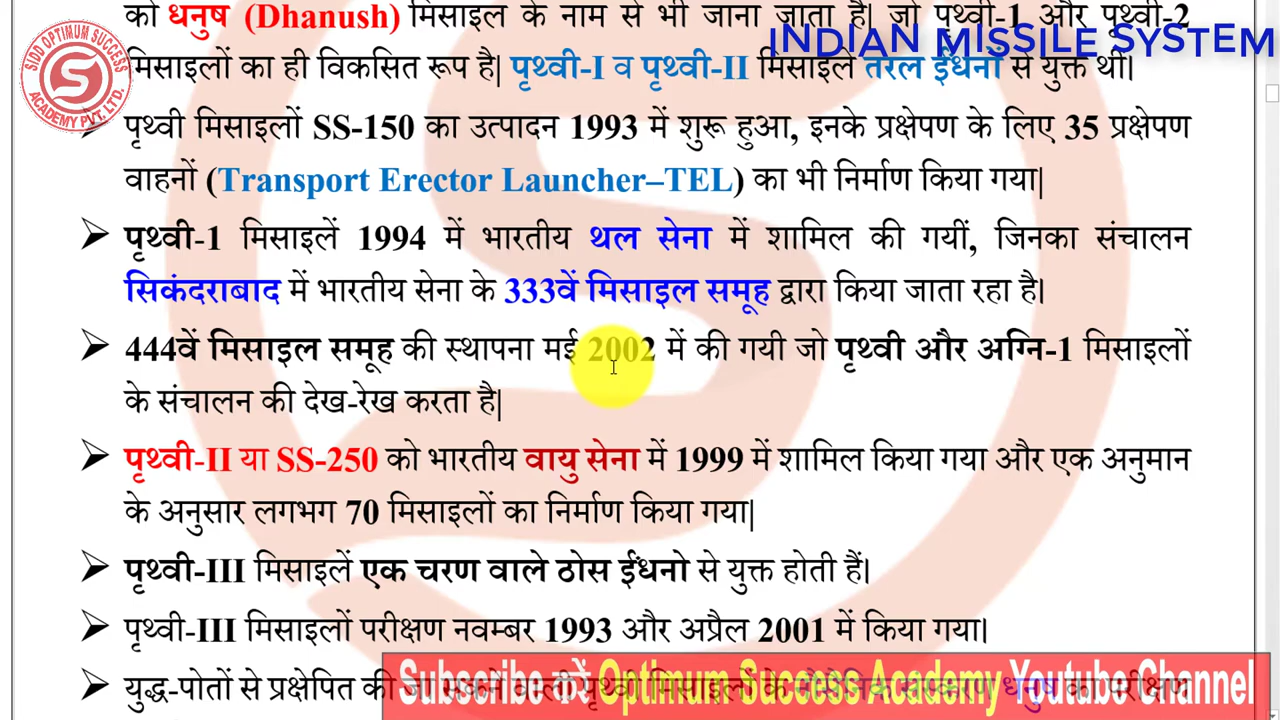 को धनुष (Dhanush) मिसाइल के नाम से भी जाना जाता है| जो पृथ्वी-1 और पृथ्वी-2
INDIAN MISSILE SYSTEM
SIDD OPTIMUM SUCCESS
ACADEMY PVT. LTD.
मिसाइलों का ही विकसित रूप है| पृथ्वी-I व पृथ्वी-II मिसाइलें तरल ईंधनों से युक्त थी।
पृथ्वी मिसाइलों SS-150 का उत्पादन 1993 में शुरू हुआ, इनके प्रक्षेपण के लिए 35 प्रक्षेपण
वाहनों (Transport Erector Launcher–TEL) का भी निर्माण किया गया|
➢ पृथ्वी-1 मिसाइलें 1994 में भारतीय थल सेना में शामिल की गयीं, जिनका संचालन
सिकंदराबाद में भारतीय सेना के 333वें मिसाइल समूह द्वारा किया जाता रहा है।
➢ 444वें मिसाइल समूह की स्थापना मई 2002 में की गयी जो पृथ्वी और अग्नि-1 मिसाइलों
के संचालन की देख-रेख करता है|
➢ पृथ्वी-II या SS-250 को भारतीय वायु सेना में 1999 में शामिल किया गया और एक अनुमान
के अनुसार लगभग 70 मिसाइलों का निर्माण किया गया|
➢ पृथ्वी-III मिसाइलें एक चरण वाले ठोस ईंधनो से युक्त होती हैं।
➢ पृथ्वी-III मिसाइलों परीक्षण नवम्बर 1993 और अप्रैल 2001 में किया गया।
➢ युद्ध-पोतों से प्रक्षेपित की जा सकने वाली पृथ्वी मिसाइलों के धनुष का परीक्षण
Subscribe करें Optimum Success Academy Youtube Channel